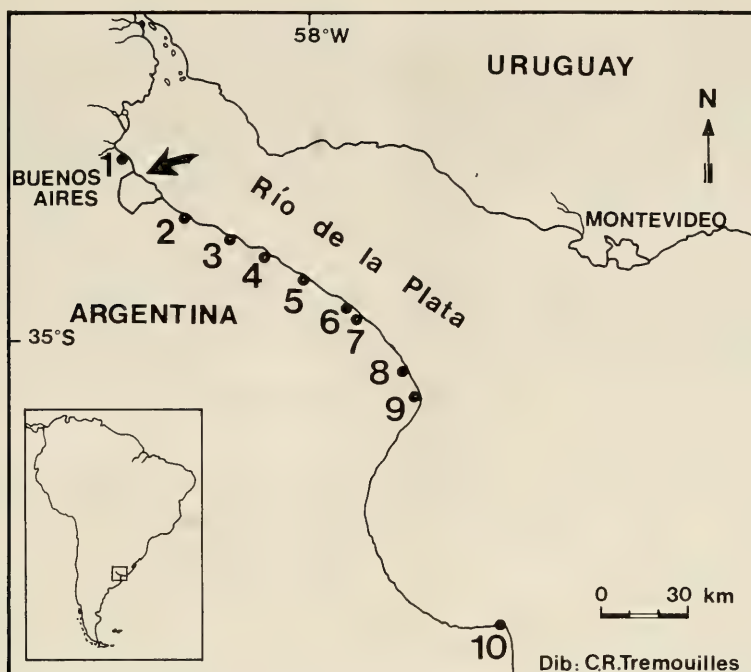 58°W
URUGUAY
N
1
BUENOS
AIRES
Río de la Plata
MONTEVIDEO
2
3
4
5
ARGENTINA
6
7
35°S
8
9
0 30 km
10
Dib: C.R.Tremouilles